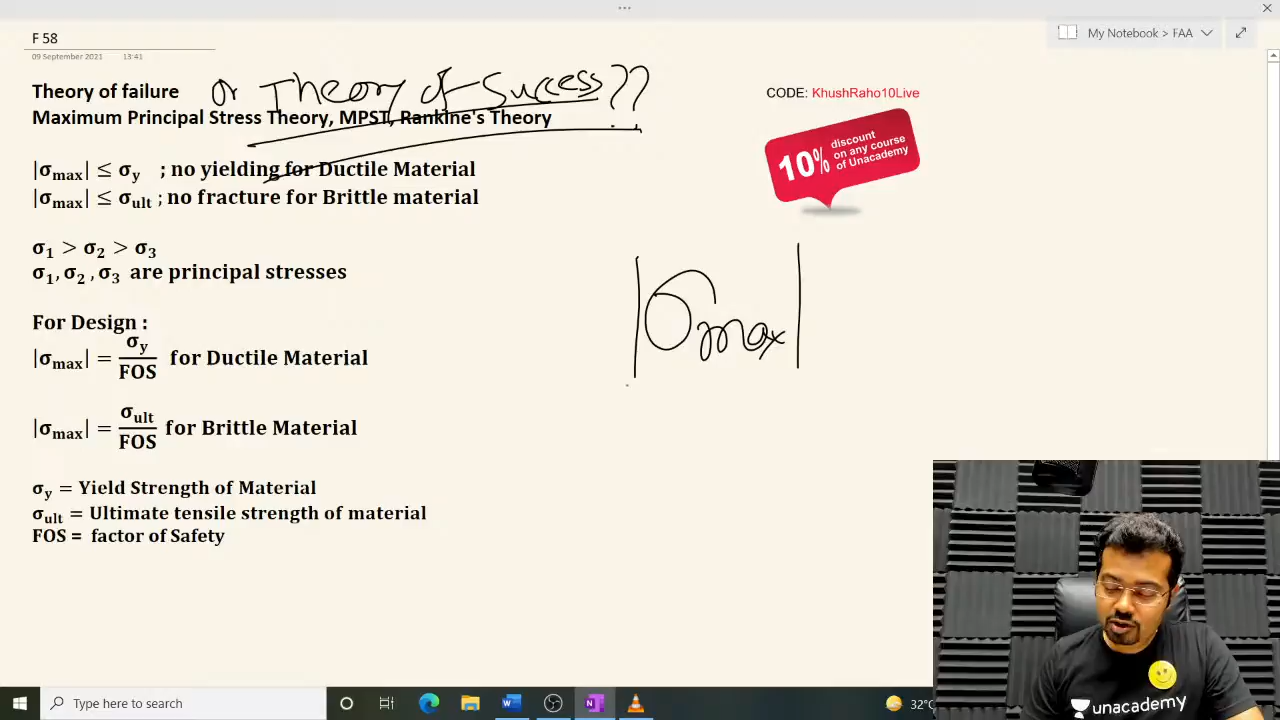 My Notebook > FAA
F 58
09 September 2021 13:41
Theory of failure or Theory of Success??
Maximum Principal Stress Theory, MPST, Rankine's Theory
CODE: KhushRaho10Live
10% discount
on any course
of Unacademy
|σmax| ≤ σy ; no yielding for Ductile Material
|σmax| ≤ σult ; no fracture for Brittle material
σ1 > σ2 > σ3
σ1, σ2, σ3 are principal stresses
|σmax|
For Design :
|σmax| = σy/FOS for Ductile Material
|σmax| = σult/FOS for Brittle Material
σy = Yield Strength of Material
σult = Ultimate tensile strength of material
FOS = factor of Safety
unacademy
Type here to search
32°